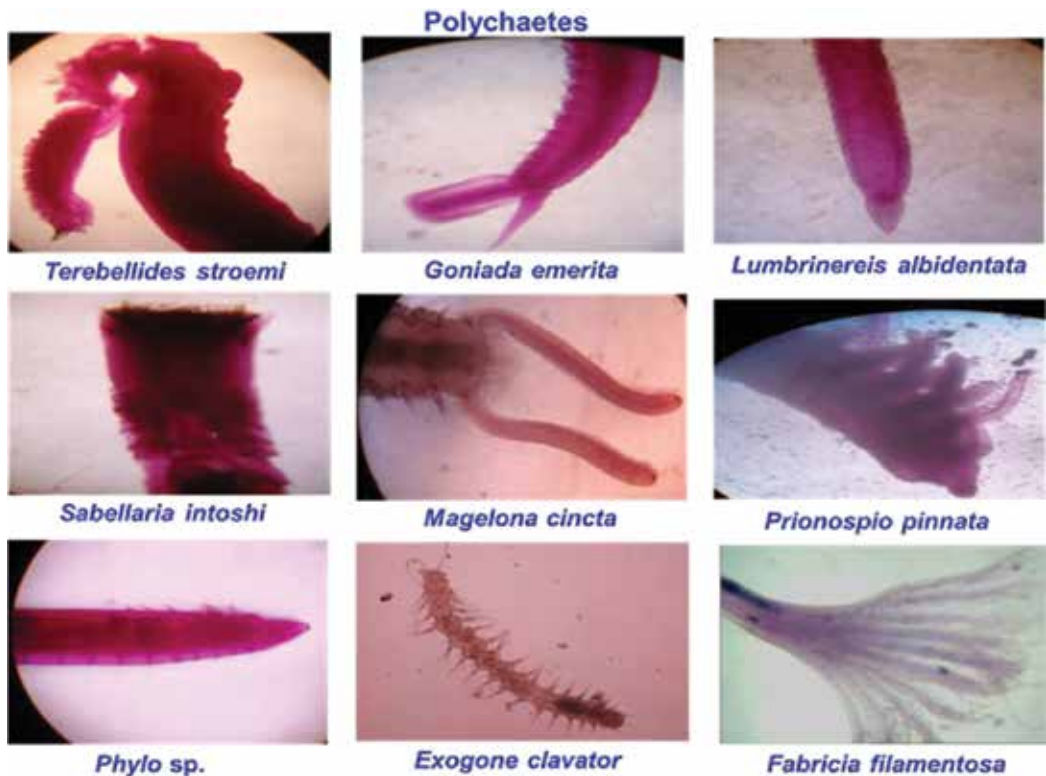 Polychaetes
Terebellides stroemi
Goniada emerita
Lumbrinereis albidentata
Sabellaria intoshi
Magelona cincta
Prionospio pinnata
Phylo sp.
Exogone clavator
Fabricia filamentosa